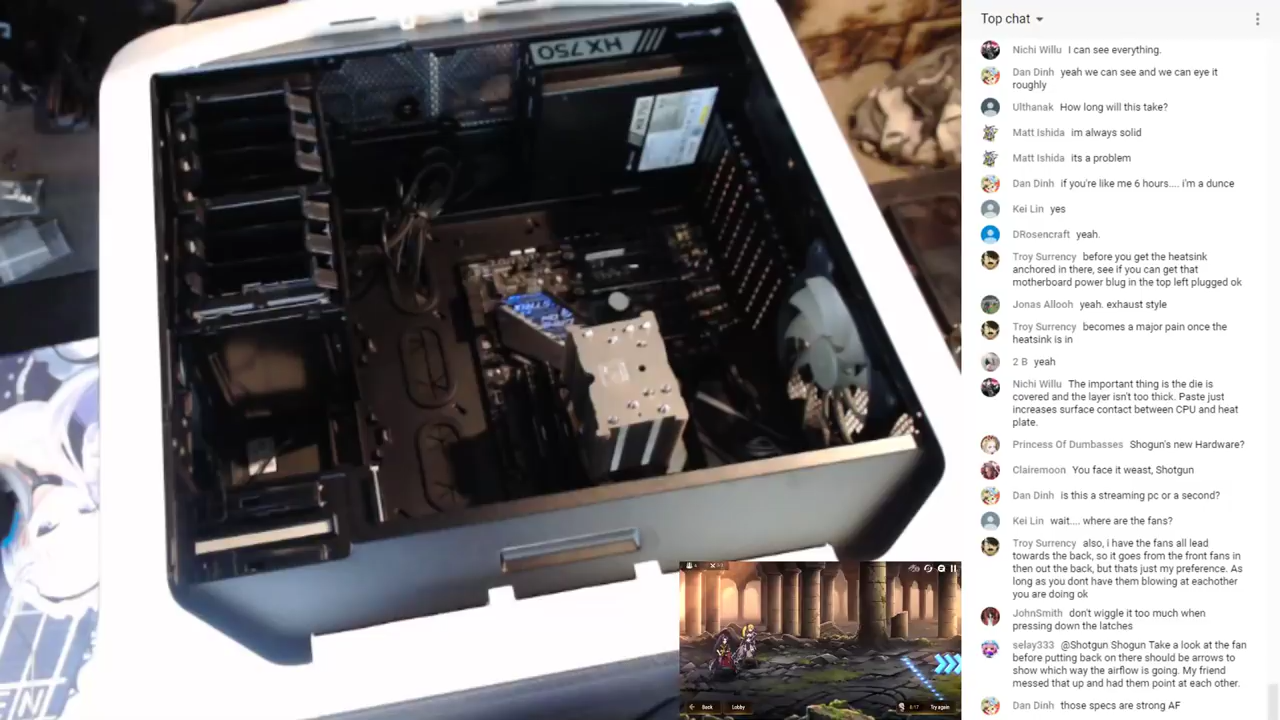 HX750
Top chat
Nichi Willu I can see everything.
Dan Dinh yeah we can see and we can eye it
roughly
Ulthanak How long will this take?
Matt Ishida im always solid
Matt Ishida its a problem
Dan Dinh if you're like me 6 hours.... i'm a dunce
Kei Lin yes
DRosencraft yeah.
Troy Surrency before you get the heatsink
anchored in there, see if you can get that
motherboard power blug in the top left plugged ok
Jonas Allooh yeah. exhaust style
Troy Surrency becomes a major pain once the
heatsink is in
2 B yeah
Nichi Willu The important thing is the die is
covered and the layer isn't too thick. Paste just
increases surface contact between CPU and heat
plate.
Princess Of Dumbasses Shogun's new Hardware?
Clairemoon You face it weast, Shotgun
Dan Dinh is this a streaming pc or a second?
Kei Lin wait.... where are the fans?
Troy Surrency also, i have the fans all lead
towards the back, so it goes from the front fans in
then out the back, but thats just my preference. As
long as you dont have them blowing at eachother
you are doing ok
JohnSmith don't wiggle it too much when
pressing down the latches
selay333 @Shotgun Shogun Take a look at the fan
before putting back on there should be arrows to
show which way the airflow is going. My friend
messed that up and had them point at each other.
Dan Dinh those specs are strong AF
Back
Lobby
Try again